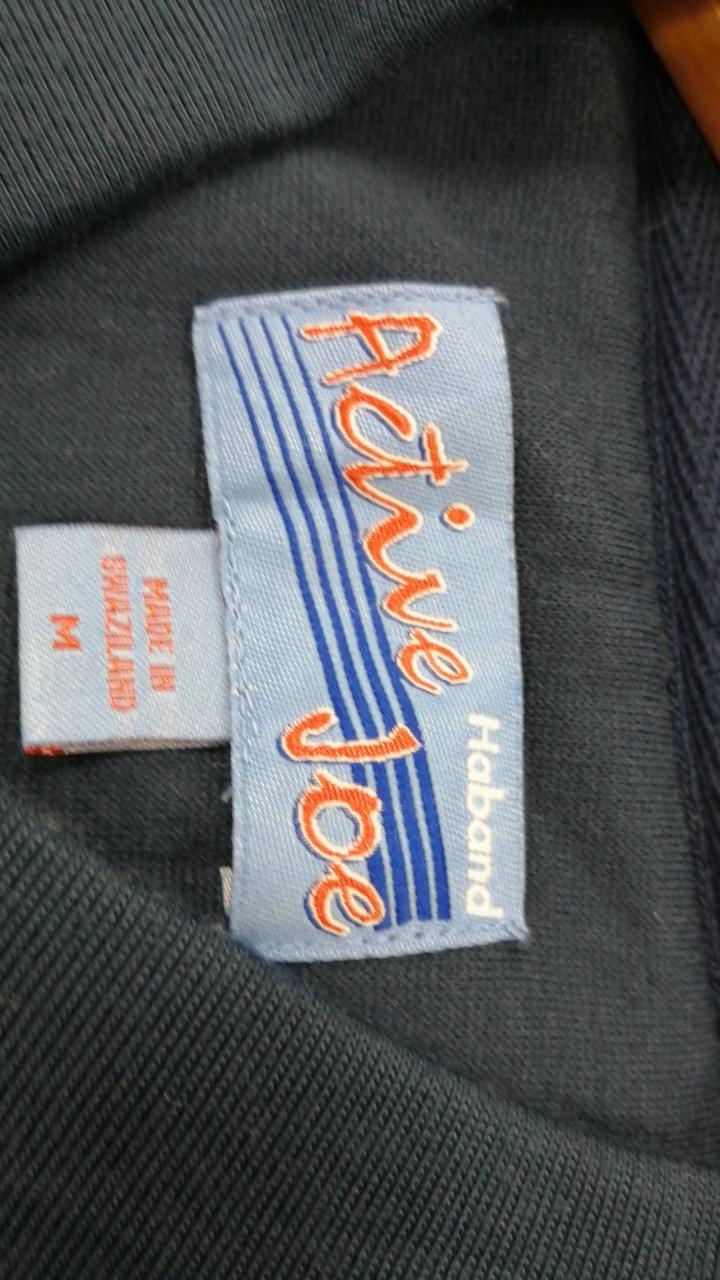 Haband
Active Joe
MADE IN
SWAZILAND
M